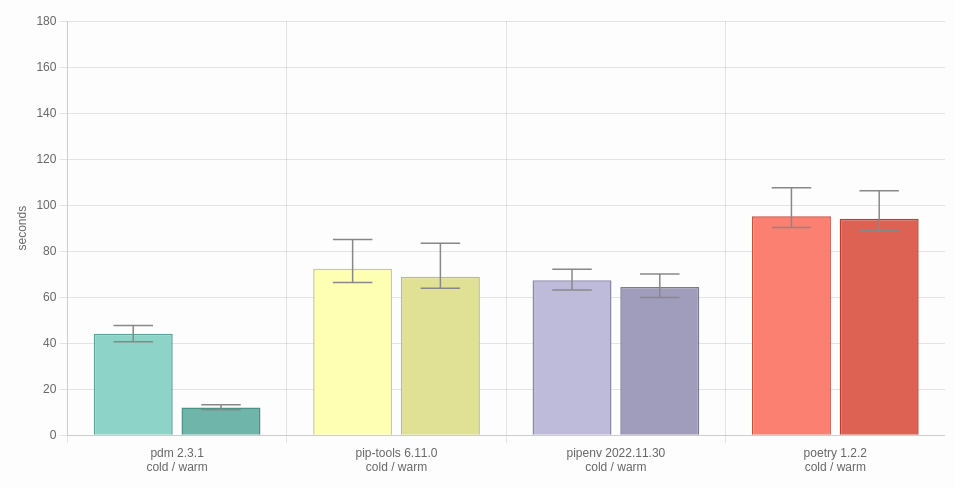 180
160
140
120
100
80
60
40
20
0
seconds
pdm 2.3.1
cold / warm
pip-tools 6.11.0
cold / warm
pipenv 2022.11.30
cold / warm
poetry 1.2.2
cold / warm